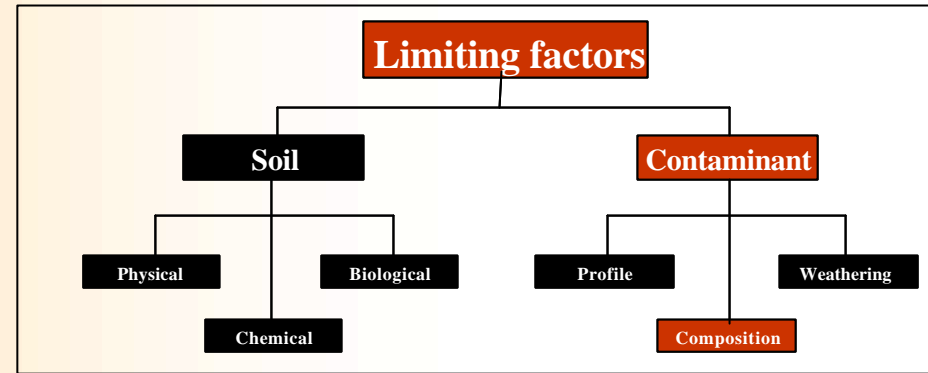 Limiting factors
Soil
Contaminant
Physical
Biological
Profile
Weathering
Chemical
Composition